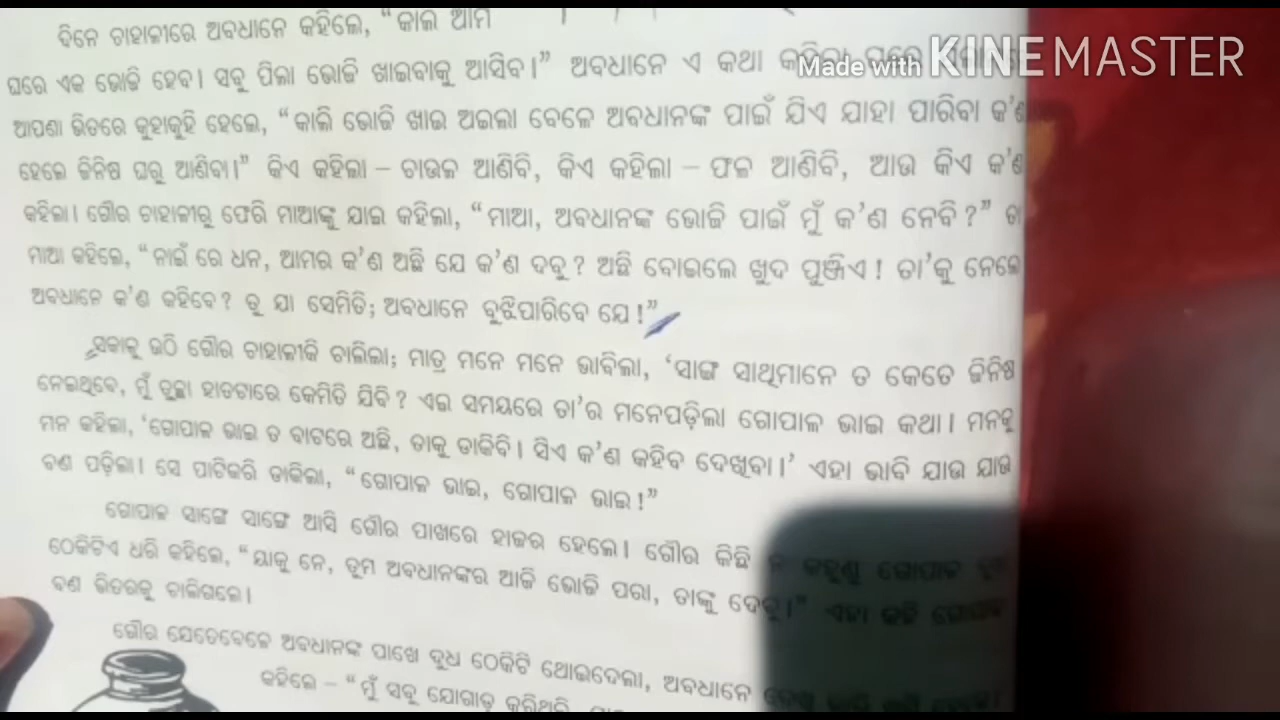 ଦିନେ ଚାହାଳୀରେ ଅବଧାନେ କହିଲେ, “କାଲି ଆମ
Made with KINEMASTER
ଘରେ ଏକ ଭୋଜି ହେବ। ସବୁ ପିଲା ଭୋଜି ଖାଇବାକୁ ଆସିବ।” ଅବଧାନେ ଏ କଥା
ଆପଣା ଭିତରେ କୁହାକୁହି ହେଲେ, “କାଲି ଭୋଜି ଖାଇ ଅଇଲା ବେଳେ ଅବଧାନଙ୍କ ପାଇଁ ଯିଏ ଯାହା ପାରିବା କ’ଣ
ହେଲେ ଜିନିଷ ଘରୁ ଆଣିବା।” କିଏ କହିଲା – ଚାଉଳ ଆଣିବି, କିଏ କହିଲା – ଫଳ ଆଣିବି, ଆଉ କିଏ କ’ଣ
କହିଲା। ଗୌର ଚାହାଳୀରୁ ଫେରି ମାଆଙ୍କୁ ଯାଇ କହିଲା, “ମାଆ, ଅବଧାନଙ୍କ ଭୋଜି ପାଇଁ ମୁଁ କ’ଣ ନେବି?” ତା
ମାଆ କହିଲେ, “ନାଇଁ ରେ ଧନ, ଆମର କ’ଣ ଅଛି ଯେ କ’ଣ ଦବୁ? ଅଛି ବୋଇଲେ ଖୁଦ ପୁଞ୍ଜିଏ! ତା’କୁ ନେଲେ
ଅବଧାନେ କ’ଣ କହିବେ? ତୁ ଯା ସେମିତି; ଅବଧାନେ ବୁଝିପାରିବେ ଯେ!”
ସକାଳୁ ଉଠି ଗୌର ଚାହାଳୀକି ଚାଲିଲା; ମାତ୍ର ମନେ ମନେ ଭାବିଲା, ‘ସାଙ୍ଗ ସାଥିମାନେ ତ କେତେ ଜିନିଷ
ନେଇଥିବେ, ମୁଁ ତୁଚ୍ଛା ହାତଟାରେ କେମିତି ଯିବି? ଏଇ ସମୟରେ ତା’ର ମନେପଡ଼ିଲା ଗୋପାଳ ଭାଇ କଥା। ମନକୁ
ମନ କହିଲା, ‘ଗୋପାଳ ଭାଇ ତ ବାଟରେ ଅଛି, ତାକୁ ଡାକିବି। ସିଏ କ’ଣ କହିବ ଦେଖିବା।’ ଏହା ଭାବି ଯାଉ ଯାଉ
ବଣ ପଡ଼ିଲା। ସେ ପାଟିକରି ଡାକିଲା, “ଗୋପାଳ ଭାଇ, ଗୋପାଳ ଭାଇ!”
ଗୋପାଳ ସାଙ୍ଗେ ସାଙ୍ଗେ ଆସି ଗୌର ପାଖରେ ହାଜର ହେଲେ। ଗୌର କିଛି ନ କହୁଣୁ ଗୋପାଳ
ଠେକିଟିଏ ଧରି କହିଲେ, “ୟାକୁ ନେ, ତୁମ ଅବଧାନଙ୍କର ଆଜି ଭୋଜି ପରା, ତାଙ୍କୁ ଦେବୁ।” ଏହା କହି ଗୋପାଳ
ବଣ ଭିତରକୁ ଚାଲିଗଲେ।
ଗୌର ଯେତେବେଳେ ଅବଧାନଙ୍କ ପାଖେ ଦୁଧ ଠେକିଟି ଥୋଇଦେଲା, ଅବଧାନେ
କହିଲେ – “ମୁଁ ସବୁ ଯୋଗାଡ଼ କରିଥିଲି